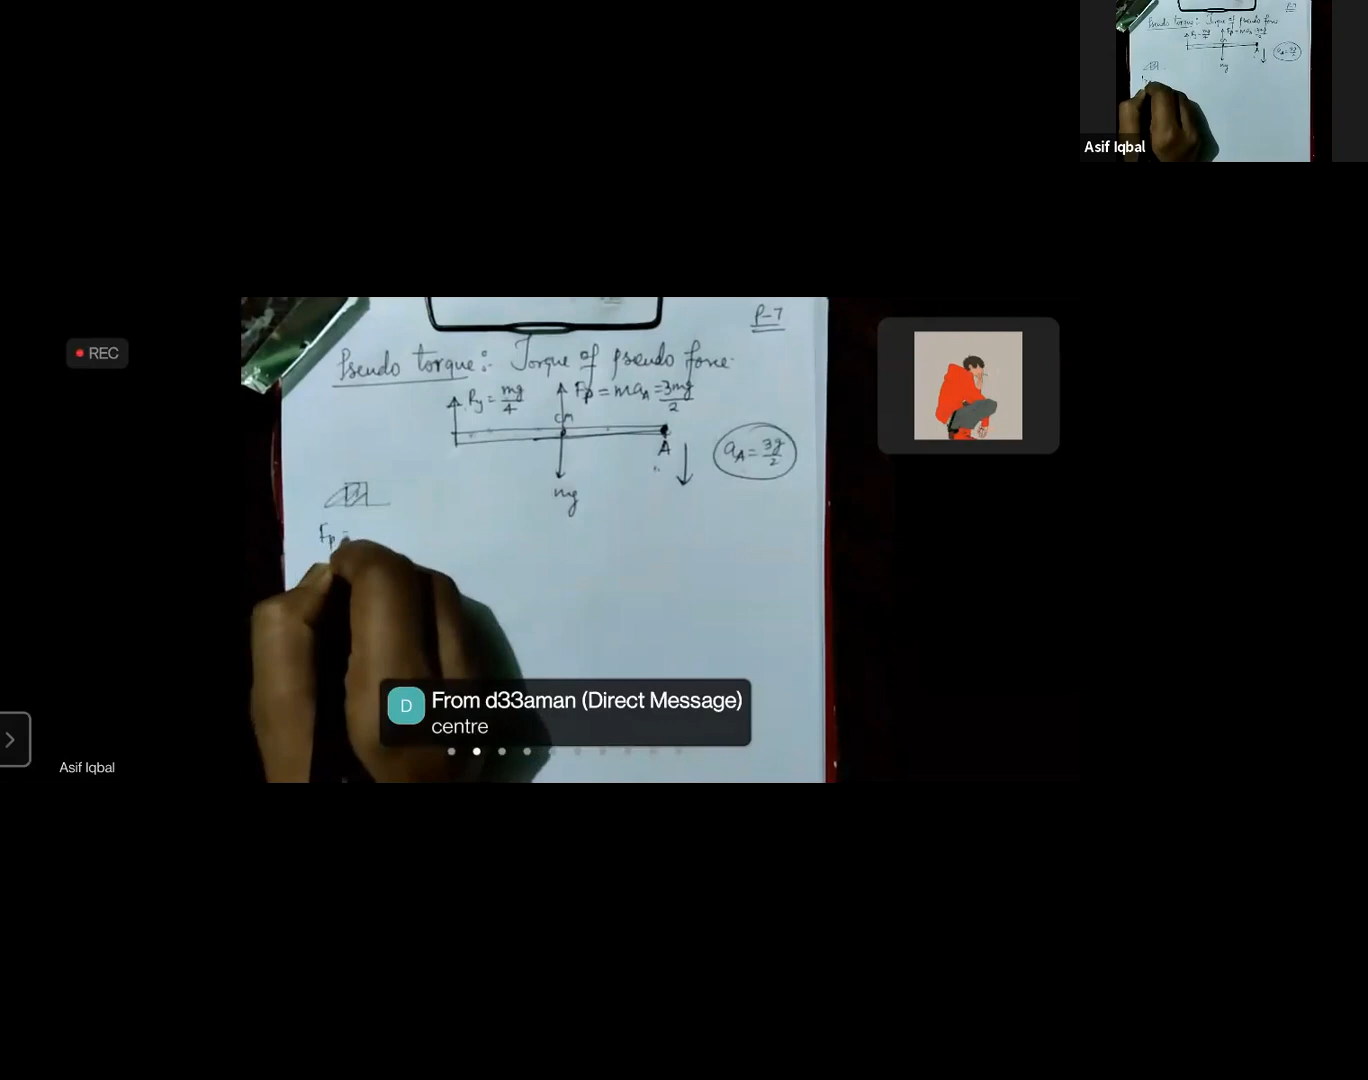 Asif Iqbal
REC
P-7
Pseudo torque: Torque of pseudo force.
Ry = mg/4 Fp = maA = 3mg/2
cm
A
aA = 3g/2
mg
Fp =
D From d33aman (Direct Message)
centre
Asif Iqbal